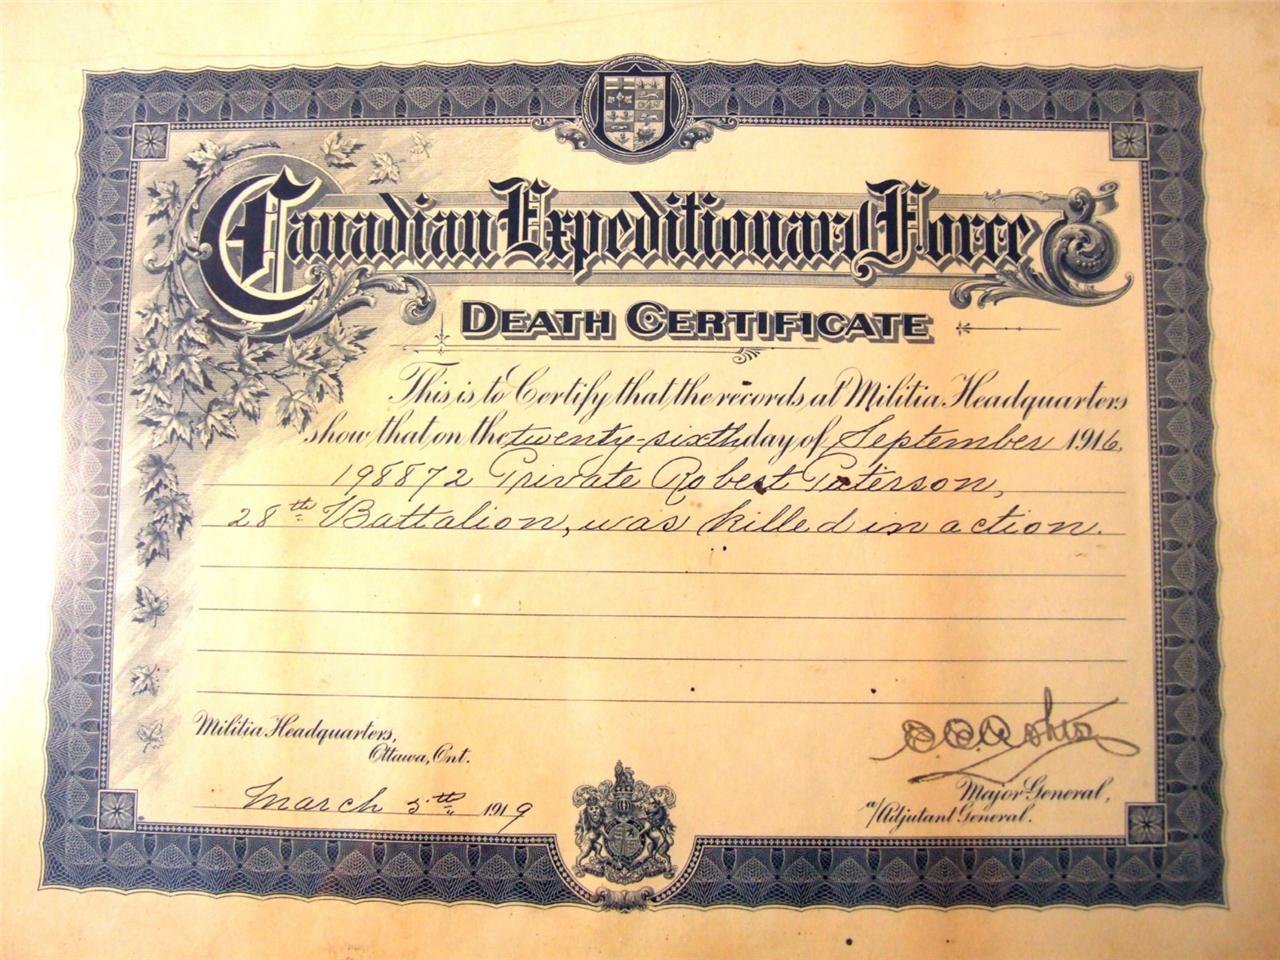 Canadian Expeditionary Force
DEATH CERTIFICATE
This is to Certify that the records at Militia Headquarters
show that on the twenty-sixth day of September 1916,
198872 Private Robert Paterson,
28th Battalion, was killed in action.
Militia Headquarters,
Ottawa, Ont.
March 5th 1919
Major-General,
a/Adjutant General.